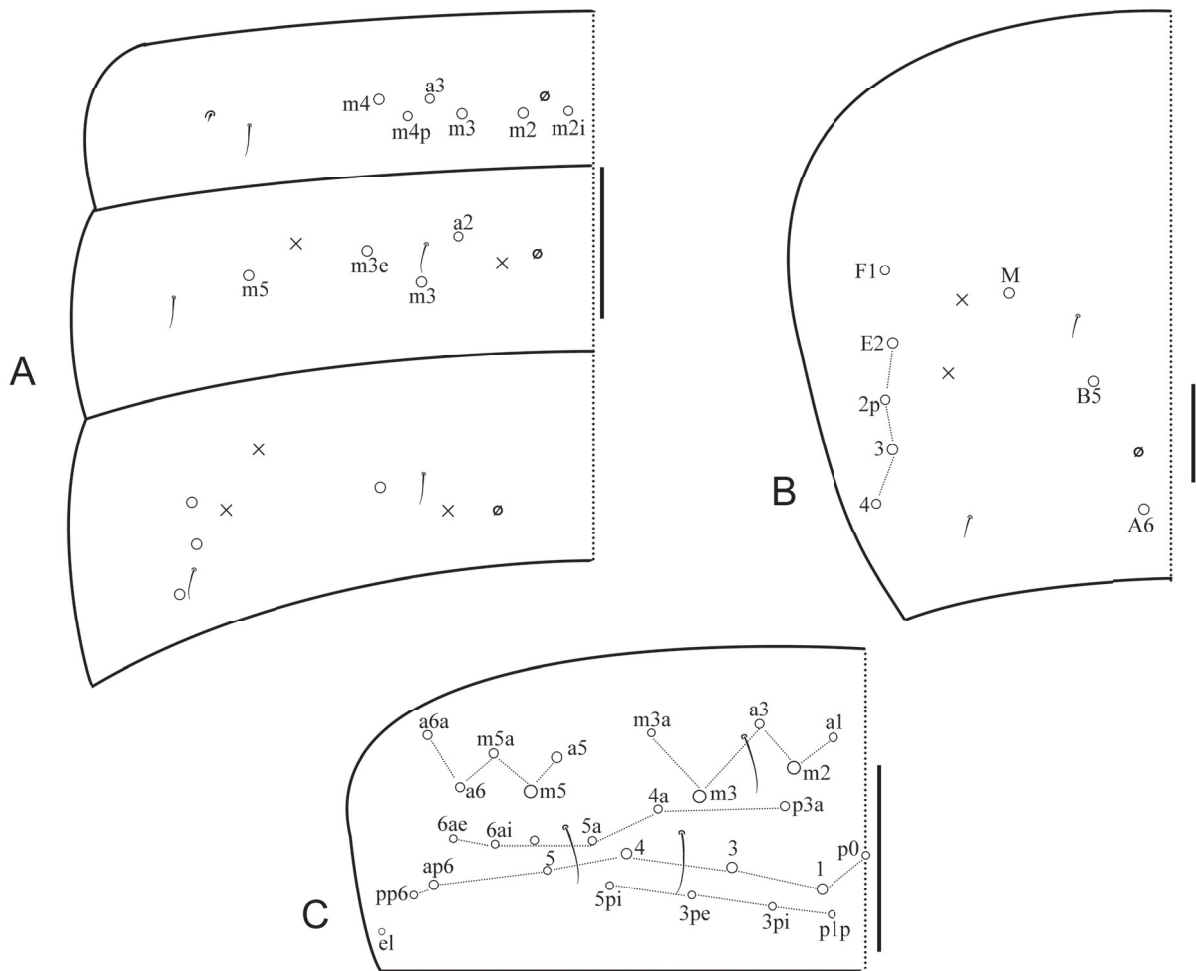 m4 a3
m4p m3 m2 m2i
a2
m3e
m5 m3
A
F1 M
E2
2p B5
3
B
4 A6
a6a m5a a5 m3a a3 a1
a6 m5 m3 m2
4a p3a
6ae 6ai 5a
5 4 3 1 p0
pp6 ap6
5pi 3pe 3pi p1p
C
el